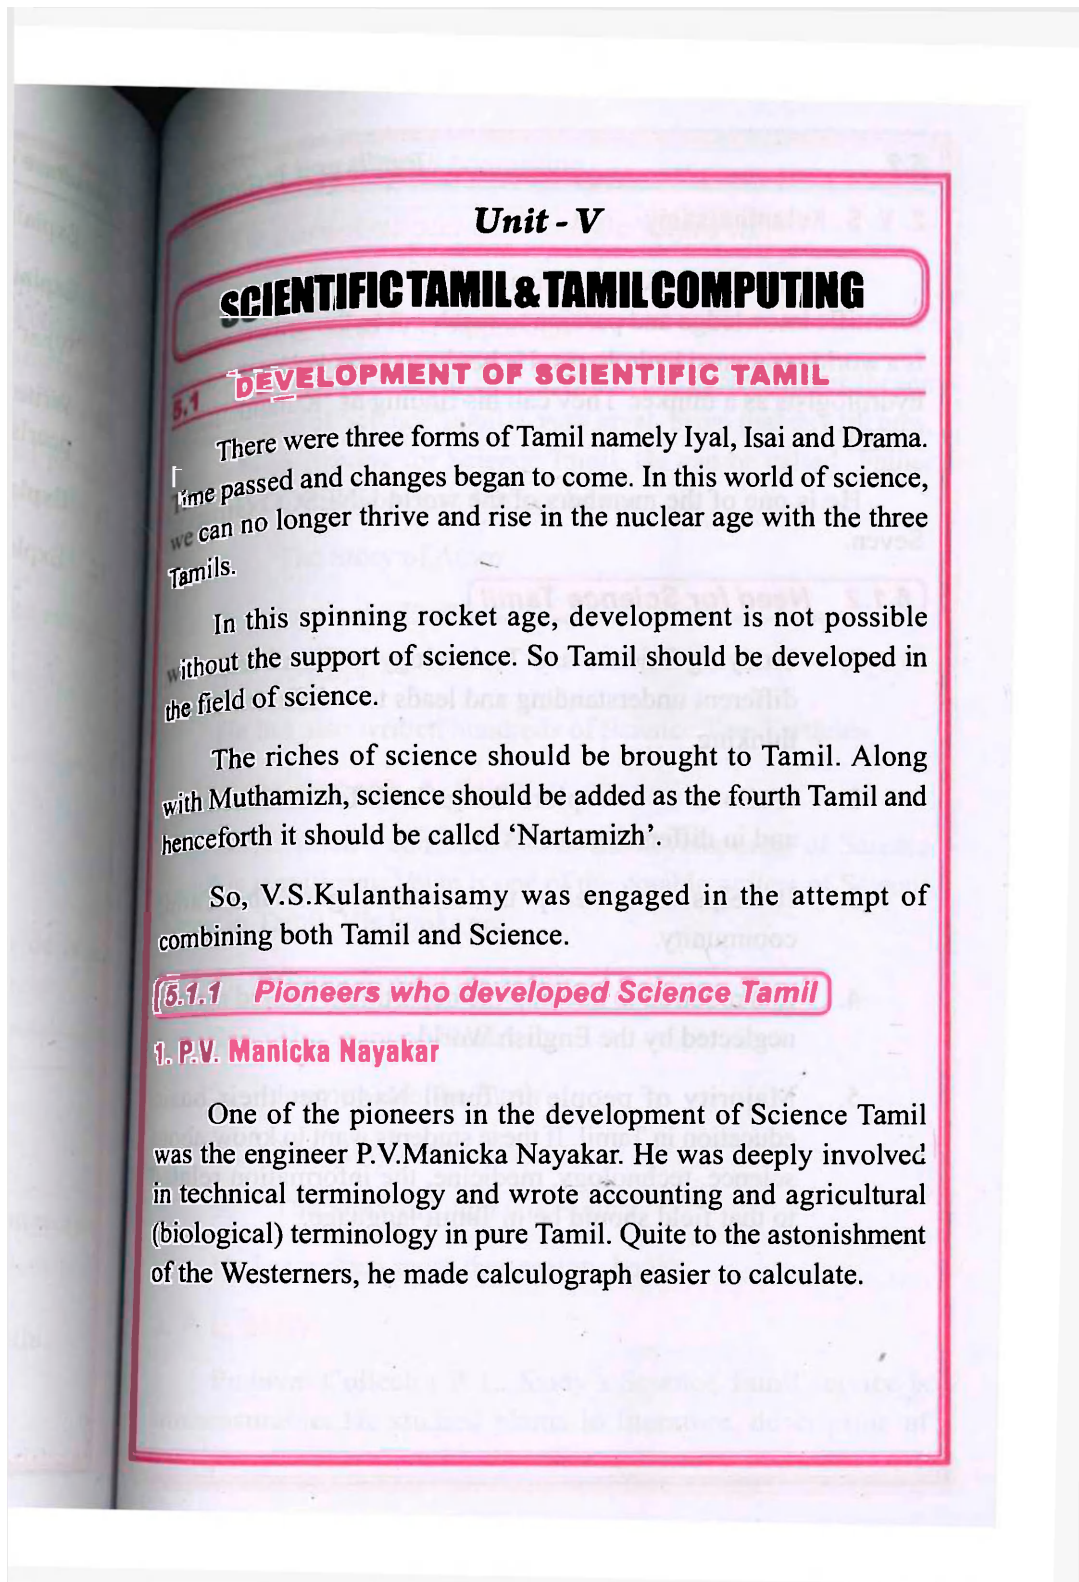 Unit - V
SCIENTIFIC TAMIL & TAMIL COMPUTING
5.1 DEVELOPMENT OF SCIENTIFIC TAMIL
There were three forms of Tamil namely Iyal, Isai and Drama.
Time passed and changes began to come. In this world of science,
we can no longer thrive and rise in the nuclear age with the three
Tamils.
In this spinning rocket age, development is not possible
without the support of science. So Tamil should be developed in
the field of science.
The riches of science should be brought to Tamil. Along
with Muthamizh, science should be added as the fourth Tamil and
henceforth it should be called ‘Nartamizh’.
So, V.S.Kulanthaisamy was engaged in the attempt of
combining both Tamil and Science.
5.1.1 Pioneers who developed Science Tamil
1. P.V. Manicka Nayakar
One of the pioneers in the development of Science Tamil
was the engineer P.V.Manicka Nayakar. He was deeply involved
in technical terminology and wrote accounting and agricultural
(biological) terminology in pure Tamil. Quite to the astonishment
of the Westerners, he made calculograph easier to calculate.